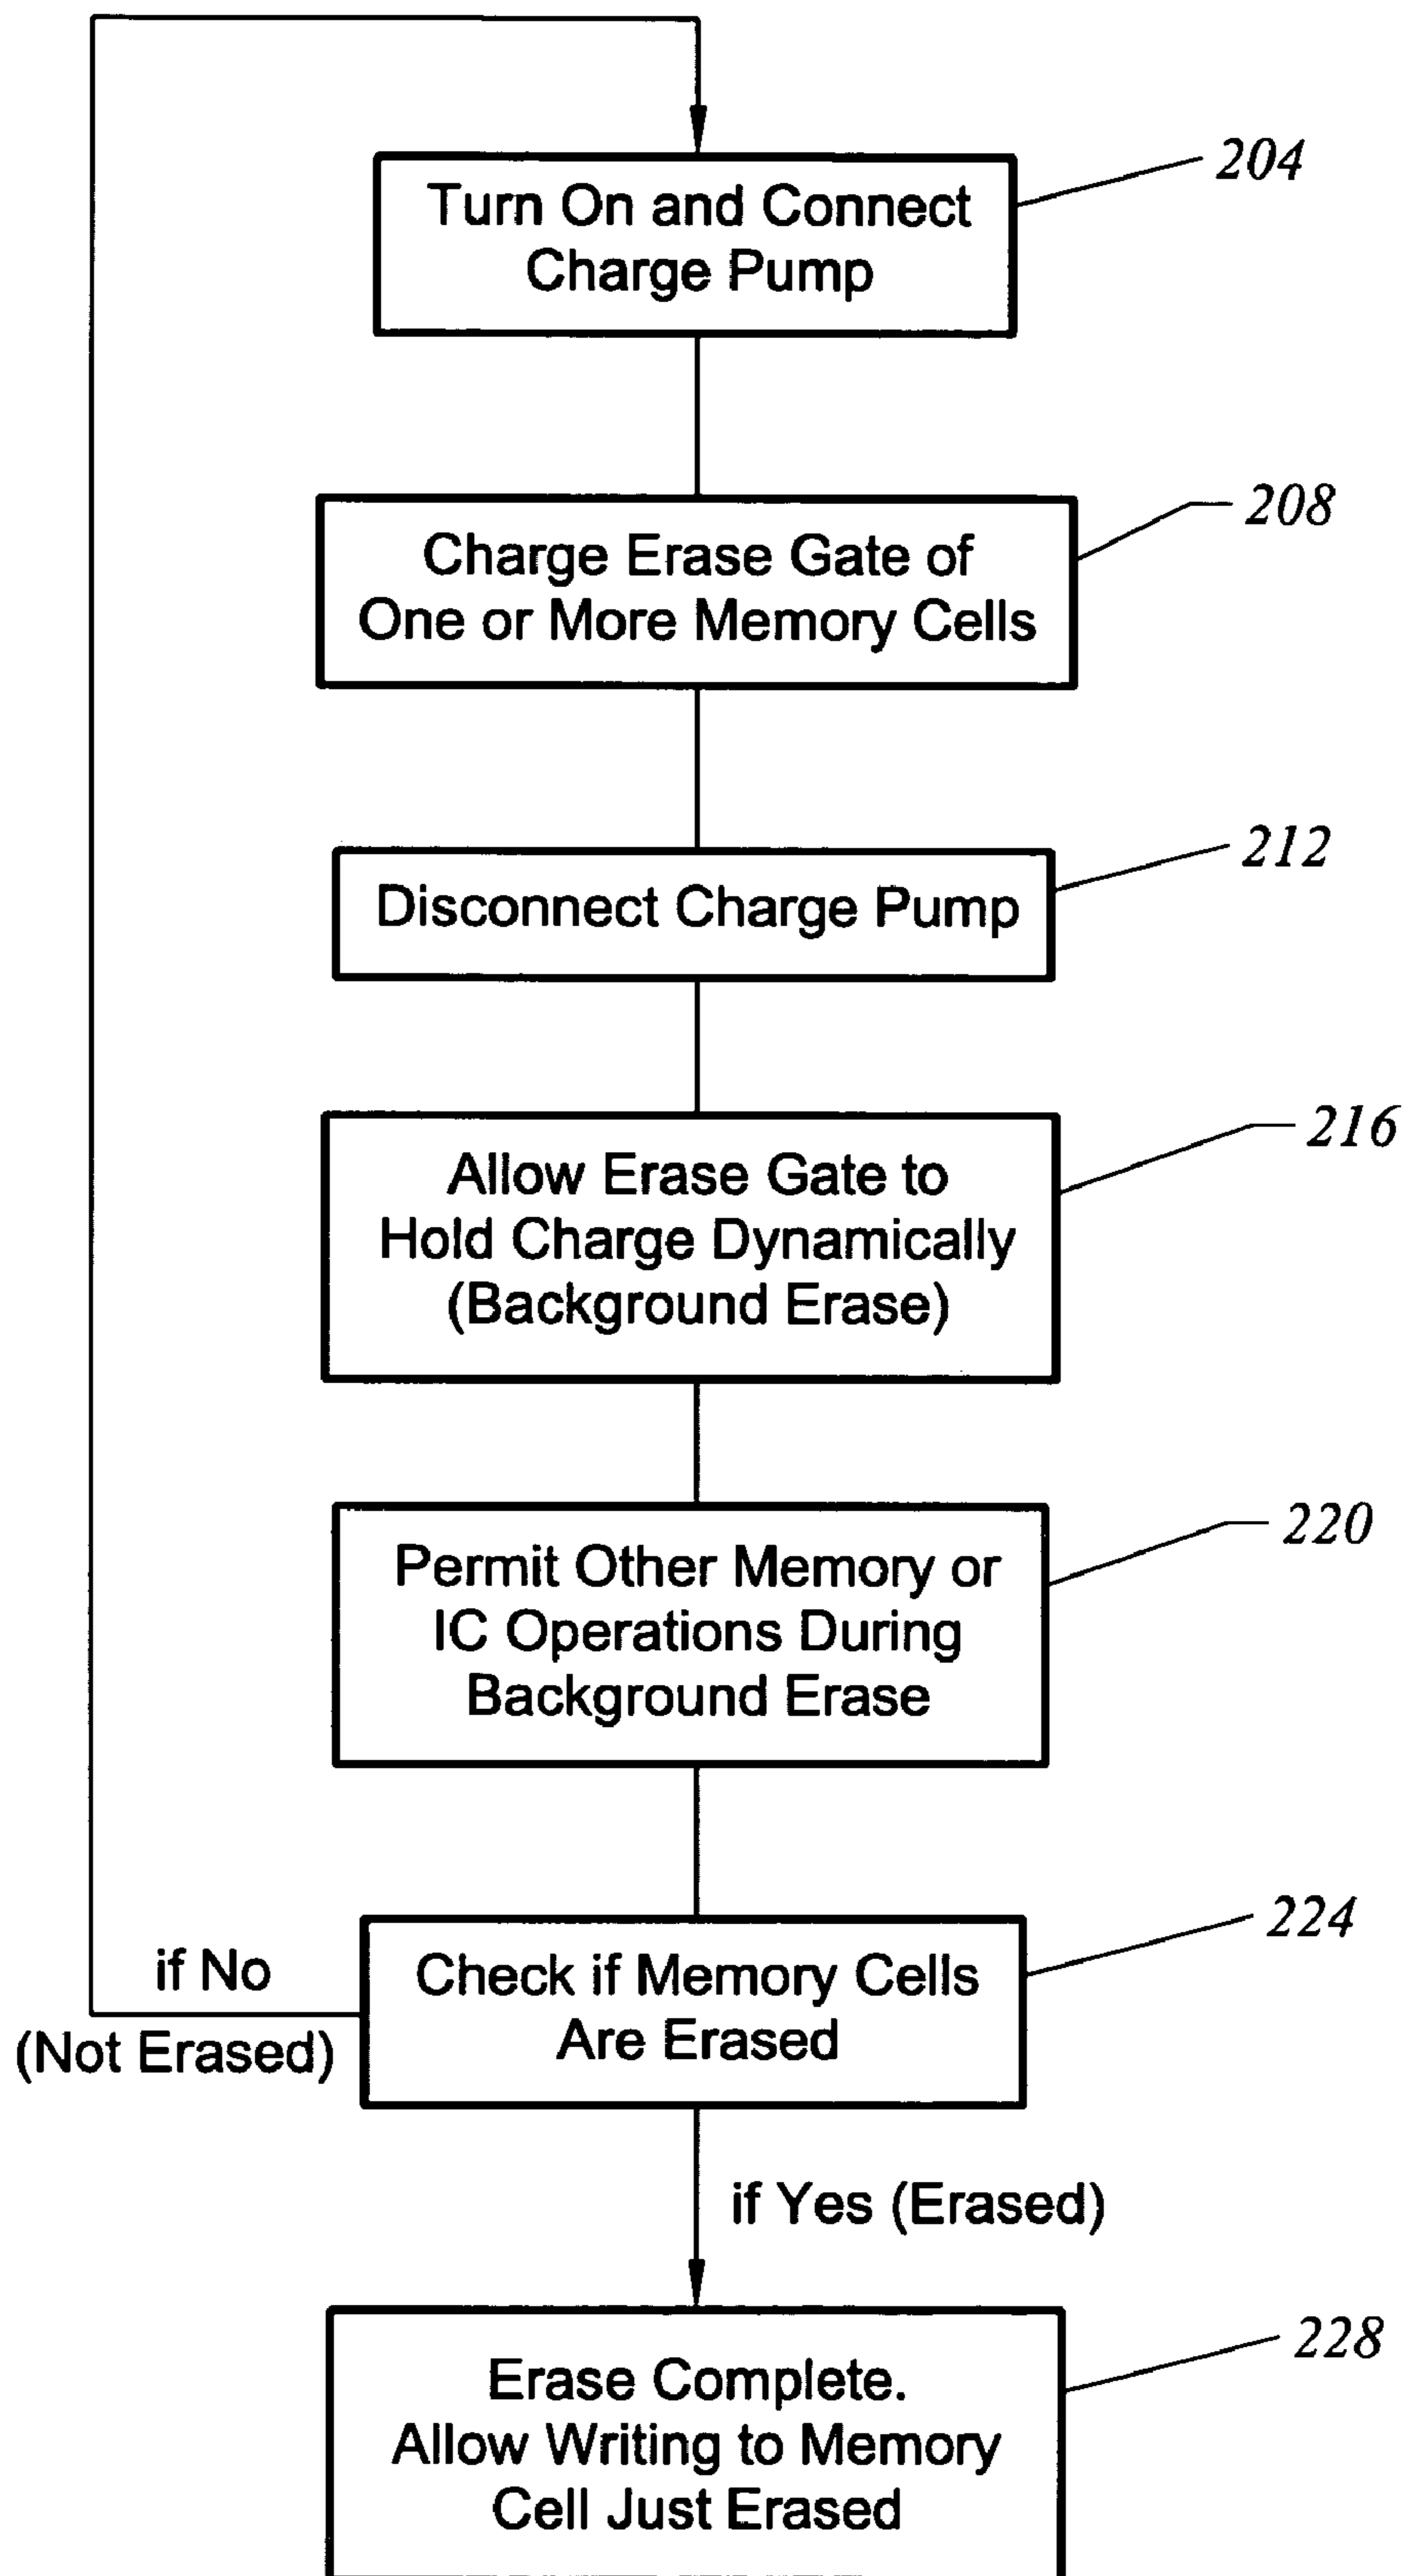 204
Turn On and Connect
Charge Pump
208
Charge Erase Gate of
One or More Memory Cells
212
Disconnect Charge Pump
216
Allow Erase Gate to
Hold Charge Dynamically
(Background Erase)
220
Permit Other Memory or
IC Operations During
Background Erase
224
if No
(Not Erased)
Check if Memory Cells
Are Erased
if Yes (Erased)
228
Erase Complete.
Allow Writing to Memory
Cell Just Erased